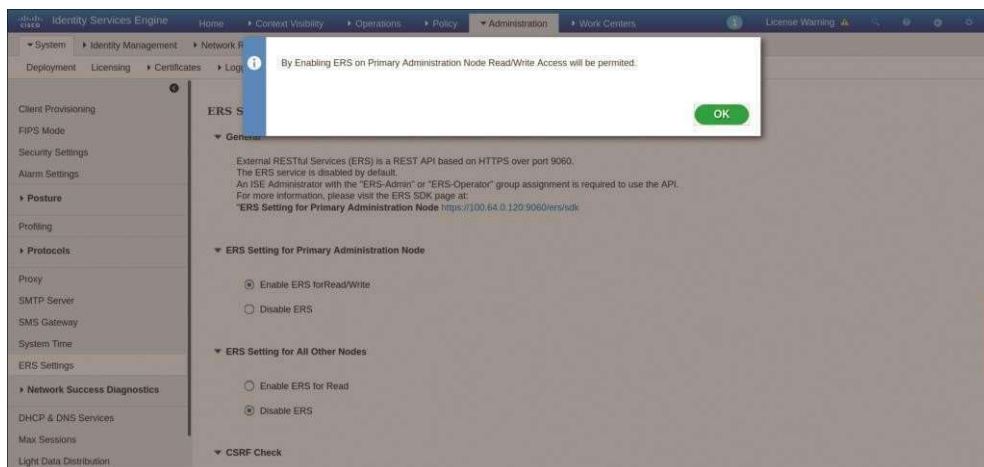 cisco Identity Services Engine Home Context Visibility Operations Policy Administration Work Centers 1 License Warning
System Identity Management Network R
Deployment Licensing Certificates Logg
By Enabling ERS on Primary Administration Node Read/Write Access will be permited.
OK
Client Provisioning
FIPS Mode
Security Settings
Alarm Settings
Posture
Profiling
Protocols
Proxy
SMTP Server
SMS Gateway
System Time
ERS Settings
Network Success Diagnostics
DHCP & DNS Services
Max Sessions
Light Data Distribution
ERS S
General
External RESTful Services (ERS) is a REST API based on HTTPS over port 9060.
The ERS service is disabled by default.
An ISE Administrator with the "ERS-Admin" or "ERS-Operator" group assignment is required to use the API.
For more information, please visit the ERS SDK page at:
"ERS Setting for Primary Administration Node https://100.64.0.120:9060/ers/sdk
ERS Setting for Primary Administration Node
Enable ERS forRead/Write
Disable ERS
ERS Setting for All Other Nodes
Enable ERS for Read
Disable ERS
CSRF Check